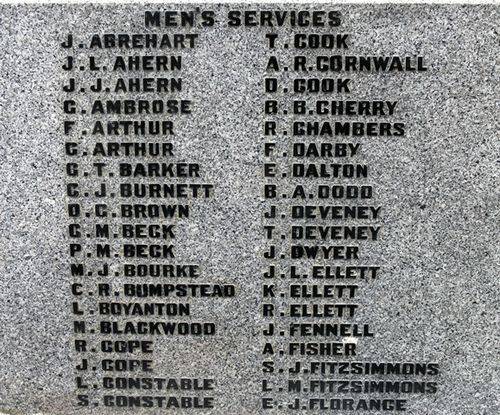 MEN'S SERVICES
J. ABREHART
J. L. AHERN
J. J. AHERN
G. AMBROSE
F. ARTHUR
G. ARTHUR
G. T. BARKER
C. J. BURNETT
D. C. BROWN
C. M. BECK
P. M. BECK
M. J. BOURKE
C. R. BUMPSTEAD
L. BOYANTON
M. BLACKWOOD
R. COPE
J. COPE
L. CONSTABLE
S. CONSTABLE
T. COOK
A. R. CORNWALL
D. COOK
B. B. CHERRY
R. CHAMBERS
F. DARBY
E. DALTON
B. A. DODD
J. DEVENEY
T. DEVENEY
J. DWYER
J. L. ELLETT
K. ELLETT
R. ELLETT
J. FENNELL
A. FISHER
S. J. FITZSIMMONS
L. M. FITZSIMMONS
E. J. FLORANGE